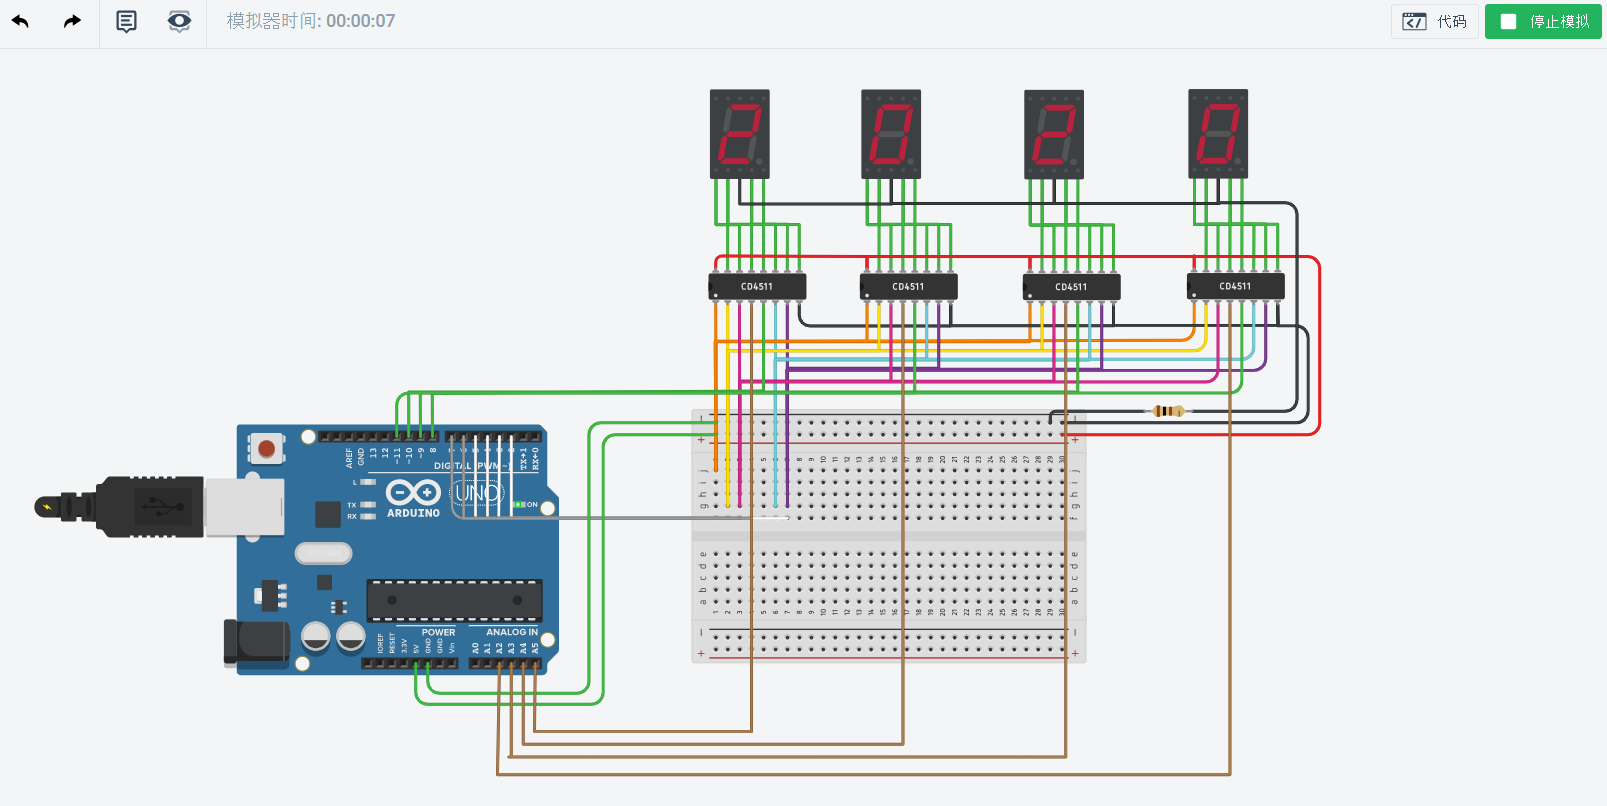 模拟器时间: 00:00:07
代码
停止模拟
CD4511
CD4511
CD4511
CD4511
AREF
GND
13
12
~11
~10
~9
8
TX→1
RX←0
DIGITAL PWM~
L
TX
RX
UNO
ON
ARDUINO
POWER
ANALOG IN
IOREF
RESET
3.3V
5V
GND
GND
Vin
A0
A1
A2
A3
A4
A5
j
i
h
g
f
e
d
c
b
a